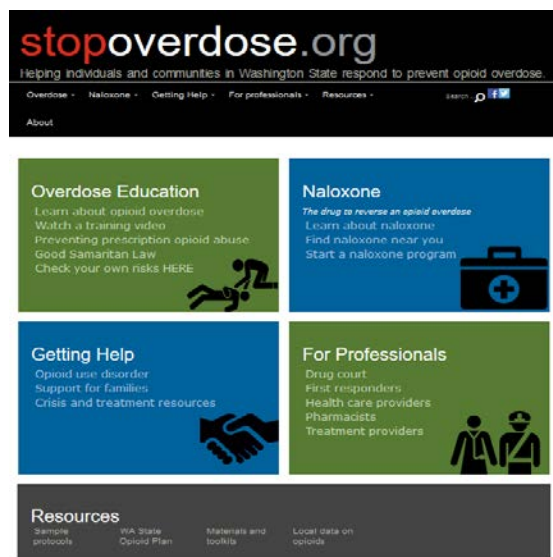 stopoverdose.org
Helping individuals and communities in Washington State respond to prevent opioid overdose.
Overdose - Naloxone - Getting Help - For professionals - Resources - Search...
About
Overdose Education
Learn about opioid overdose
Watch a training video
Preventing prescription opioid abuse
Good Samaritan Law
Check your own risks HERE
Naloxone
The drug to reverse an opioid overdose
Learn about naloxone
Find naloxone near you
Start a naloxone program
Getting Help
Opioid use disorder
Support for families
Crisis and treatment resources
For Professionals
Drug court
First responders
Health care providers
Pharmacists
Treatment providers
Resources
Sample
protocols
WA State
Opioid Plan
Materials and
toolkits
Local data on
opioids